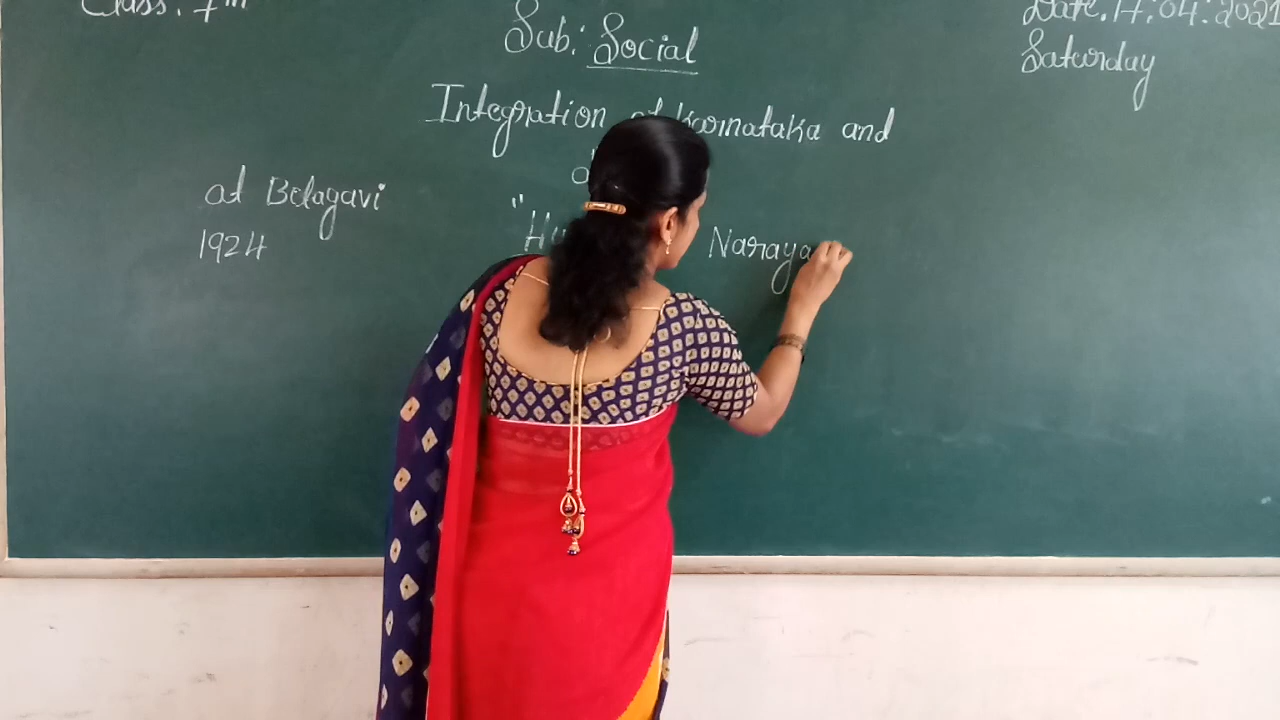 Class: 7th
Sub: Social
Date. 17:04:2021
Saturday
Integration of Karnataka and
at Belagavi
1924
"Hu Naraya